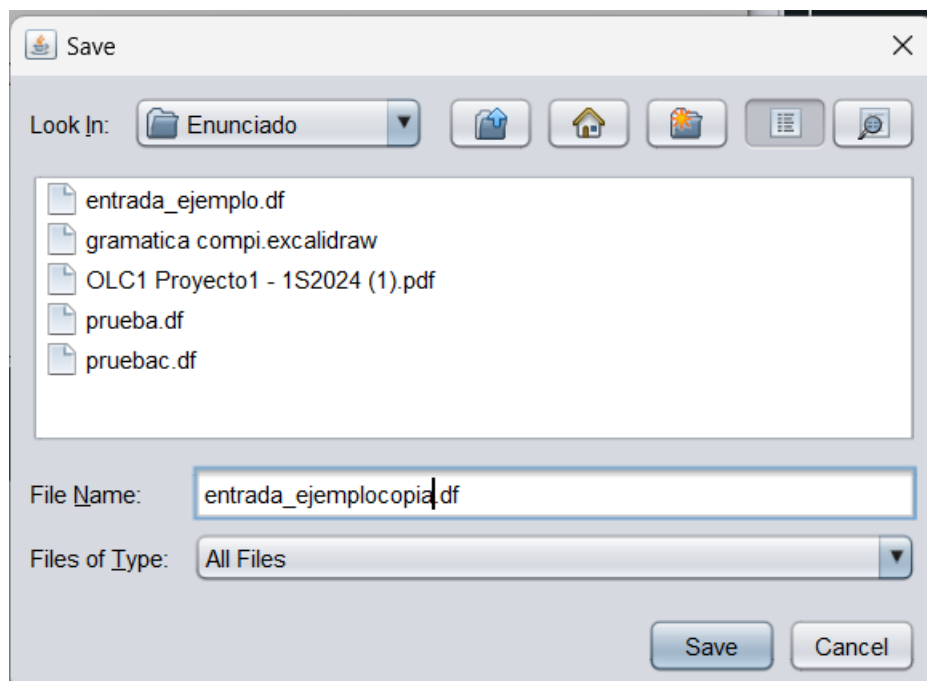 Save
Look In: Enunciado
entrada_ejemplo.df
gramatica compi.excalidraw
OLC1 Proyecto1 - 1S2024 (1).pdf
prueba.df
pruebac.df
File Name: entrada_ejemplocopia.df
Files of Type: All Files
Save Cancel